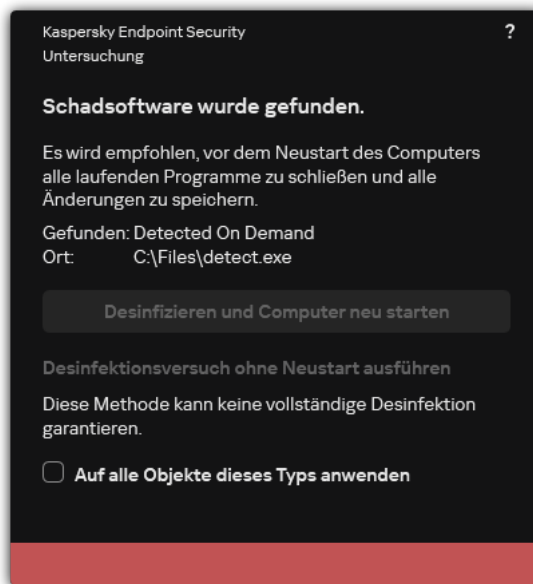 Kaspersky Endpoint Security
?
Untersuchung
Schadsoftware wurde gefunden.
Es wird empfohlen, vor dem Neustart des Computers
alle laufenden Programme zu schließen und alle
Änderungen zu speichern.
Gefunden: Detected On Demand
Ort: C:\Files\detect.exe
Desinfizieren und Computer neu starten
Desinfektionsversuch ohne Neustart ausführen
Diese Methode kann keine vollständige Desinfektion
garantieren.
Auf alle Objekte dieses Typs anwenden